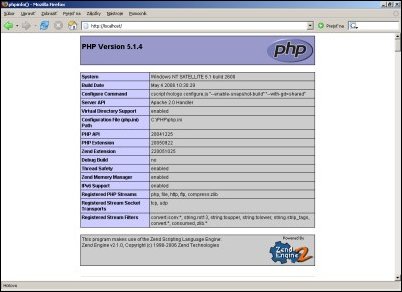 phpinfo() - Mozilla Firefox
Súbor Upraviť Zobraziť Prejsť na Záložky Nástroje Pomocník
http://localhost/
Prejsť na
PHP Version 5.1.4
php
System Windows NT SATELLITE 5.1 build 2600
Build Date May 4 2006 10:30:29
Configure Command cscript /nologo configure.js "--enable-snapshot-build" "--with-gd=shared"
Server API Apache 2.0 Handler
Virtual Directory Support enabled
Configuration File (php.ini) C:\PHP\php.ini
Path
PHP API 20041225
PHP Extension 20050922
Zend Extension 220051025
Debug Build no
Thread Safety enabled
Zend Memory Manager enabled
IPv6 Support enabled
Registered PHP Streams php, file, http, ftp, compress.zlib
Registered Stream Socket tcp, udp
Transports
Registered Stream Filters convert.iconv.*, string.rot13, string.toupper, string.tolower, string.strip_tags,
convert.*, consumed, zlib.*
This program makes use of the Zend Scripting Language Engine:
Zend Engine v2.1.0, Copyright (c) 1998-2006 Zend Technologies
Powered By
Zend
Engine 2
Hotovo